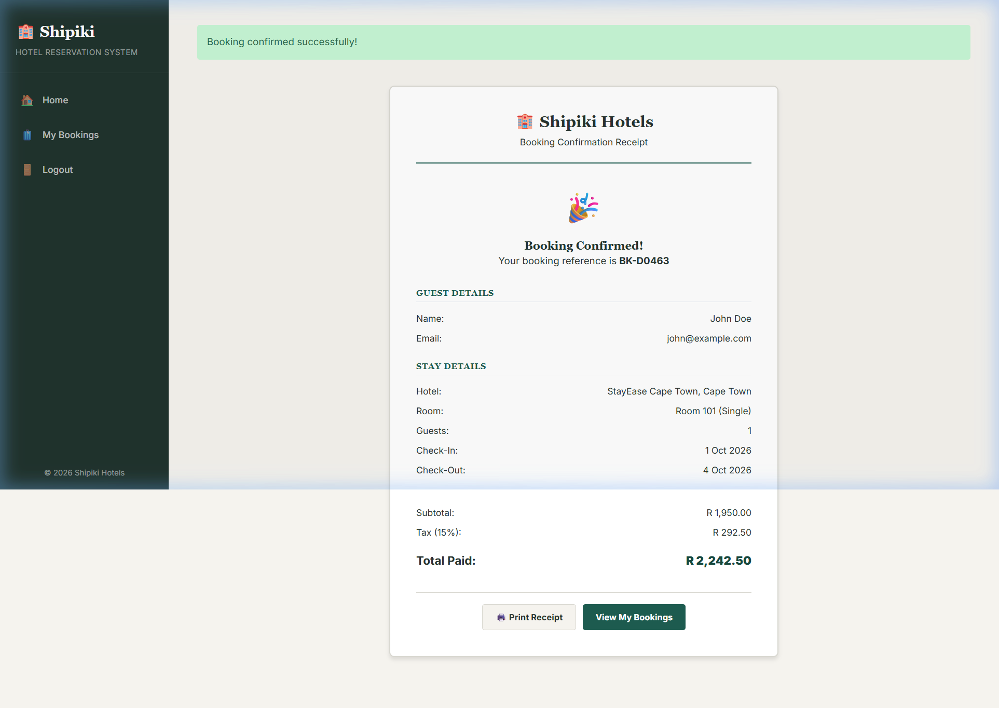 Shipiki
HOTEL RESERVATION SYSTEM
Home
My Bookings
Logout
© 2026 Shipiki Hotels
Booking confirmed successfully!
Shipiki Hotels
Booking Confirmation Receipt
Booking Confirmed!
Your booking reference is BK-D0463
GUEST DETAILS
Name: John Doe
Email: john@example.com
STAY DETAILS
Hotel: StayEase Cape Town, Cape Town
Room: Room 101 (Single)
Guests: 1
Check-In: 1 Oct 2026
Check-Out: 4 Oct 2026
Subtotal: R 1,950.00
Tax (15%): R 292.50
Total Paid: R 2,242.50
Print Receipt
View My Bookings